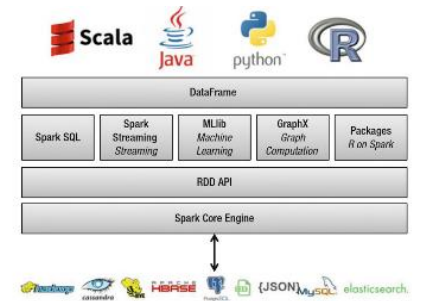 Scala
Java
python
R
DataFrame
Spark SQL
Spark
Streaming
Streaming
MLlib
Machine
Learning
GraphX
Graph
Computation
Packages
R on Spark
RDD API
Spark Core Engine
hadoop
cassandra
APACHE
HBASE
PostgreSQL
{JSON}
MySQL
elasticsearch.